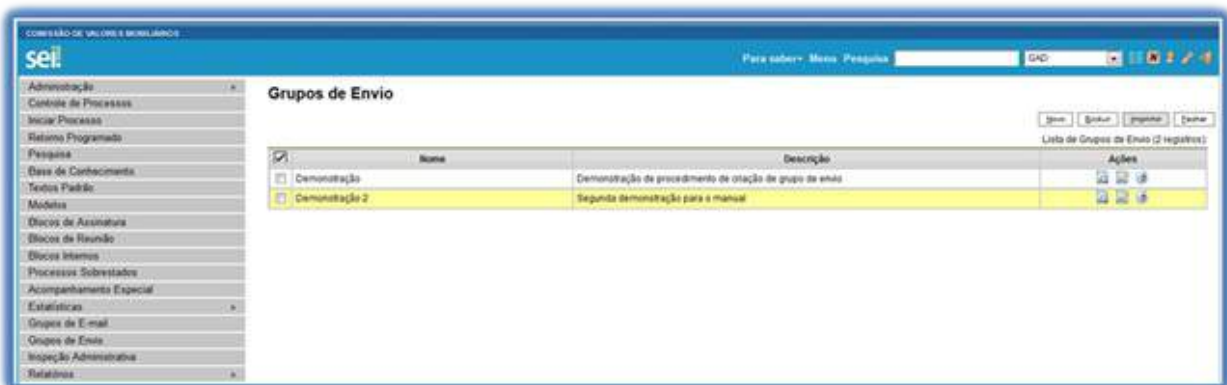 COMISSÃO DE VALORES MOBILIÁRIOS
sei!
Para saber+ Menu Pesquisa GAD
Administração
Controle de Processos
Iniciar Processo
Retorno Programado
Pesquisa
Base de Conhecimento
Textos Padrão
Modelos
Blocos de Assinatura
Blocos de Reunião
Blocos Internos
Processos Sobrestados
Acompanhamento Especial
Estatísticas
Grupos de E-mail
Grupos de Envio
Inspeção Administrativa
Relatórios
Grupos de Envio
Novo Excluir Imprimir Fechar
Lista de Grupos de Envio (2 registros):
Nome Descrição Ações
Demonstração Demonstração de procedimento de criação de grupo de envio
Demonstração 2 Segunda demonstração para o manual